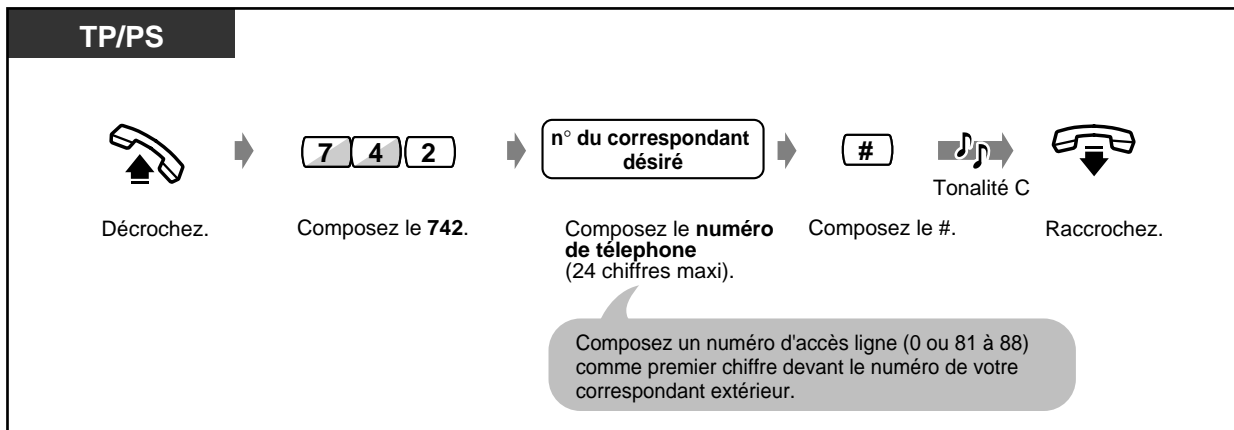 TP/PS
7 4 2
n° du correspondant
désiré
#
Tonalité C
Décrochez.
Composez le 742.
Composez le numéro
de télephone
(24 chiffres maxi).
Composez le #.
Raccrochez.
Composez un numéro d'accès ligne (0 ou 81 à 88)
comme premier chiffre devant le numéro de votre
correspondant extérieur.